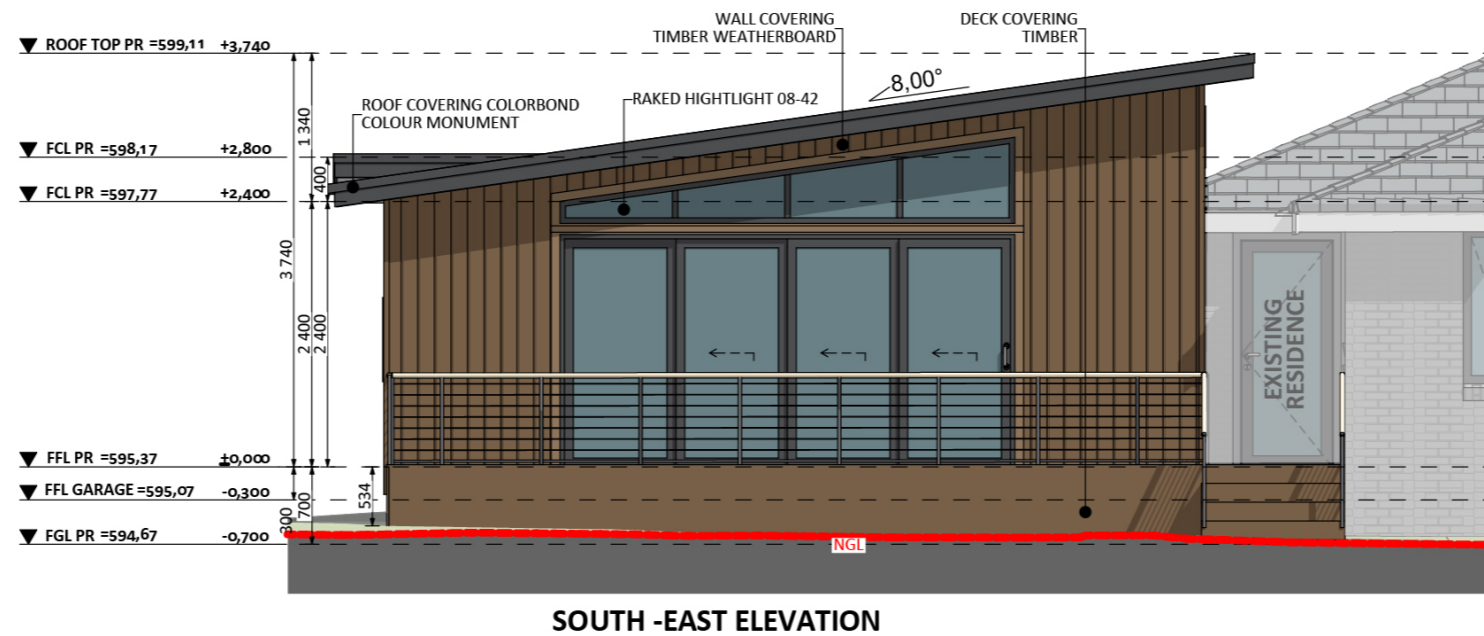 WALL COVERING
TIMBER WEATHERBOARD
DECK COVERING
TIMBER
ROOF TOP PR =599,11 +3,740
8,00°
ROOF COVERING COLORBOND
COLOUR MONUMENT
RAKED HIGHTLIGHT 08-42
1 340
FCL PR =598,17 +2,800
400
FCL PR =597,77 +2,400
3 740
2 400
2 400
EXISTING
RESIDENCE
FFL PR =595,37 ±0,000
FFL GARAGE =595,07 -0,300
300
700
534
FGL PR =594,67 -0,700
NGL
SOUTH -EAST ELEVATION